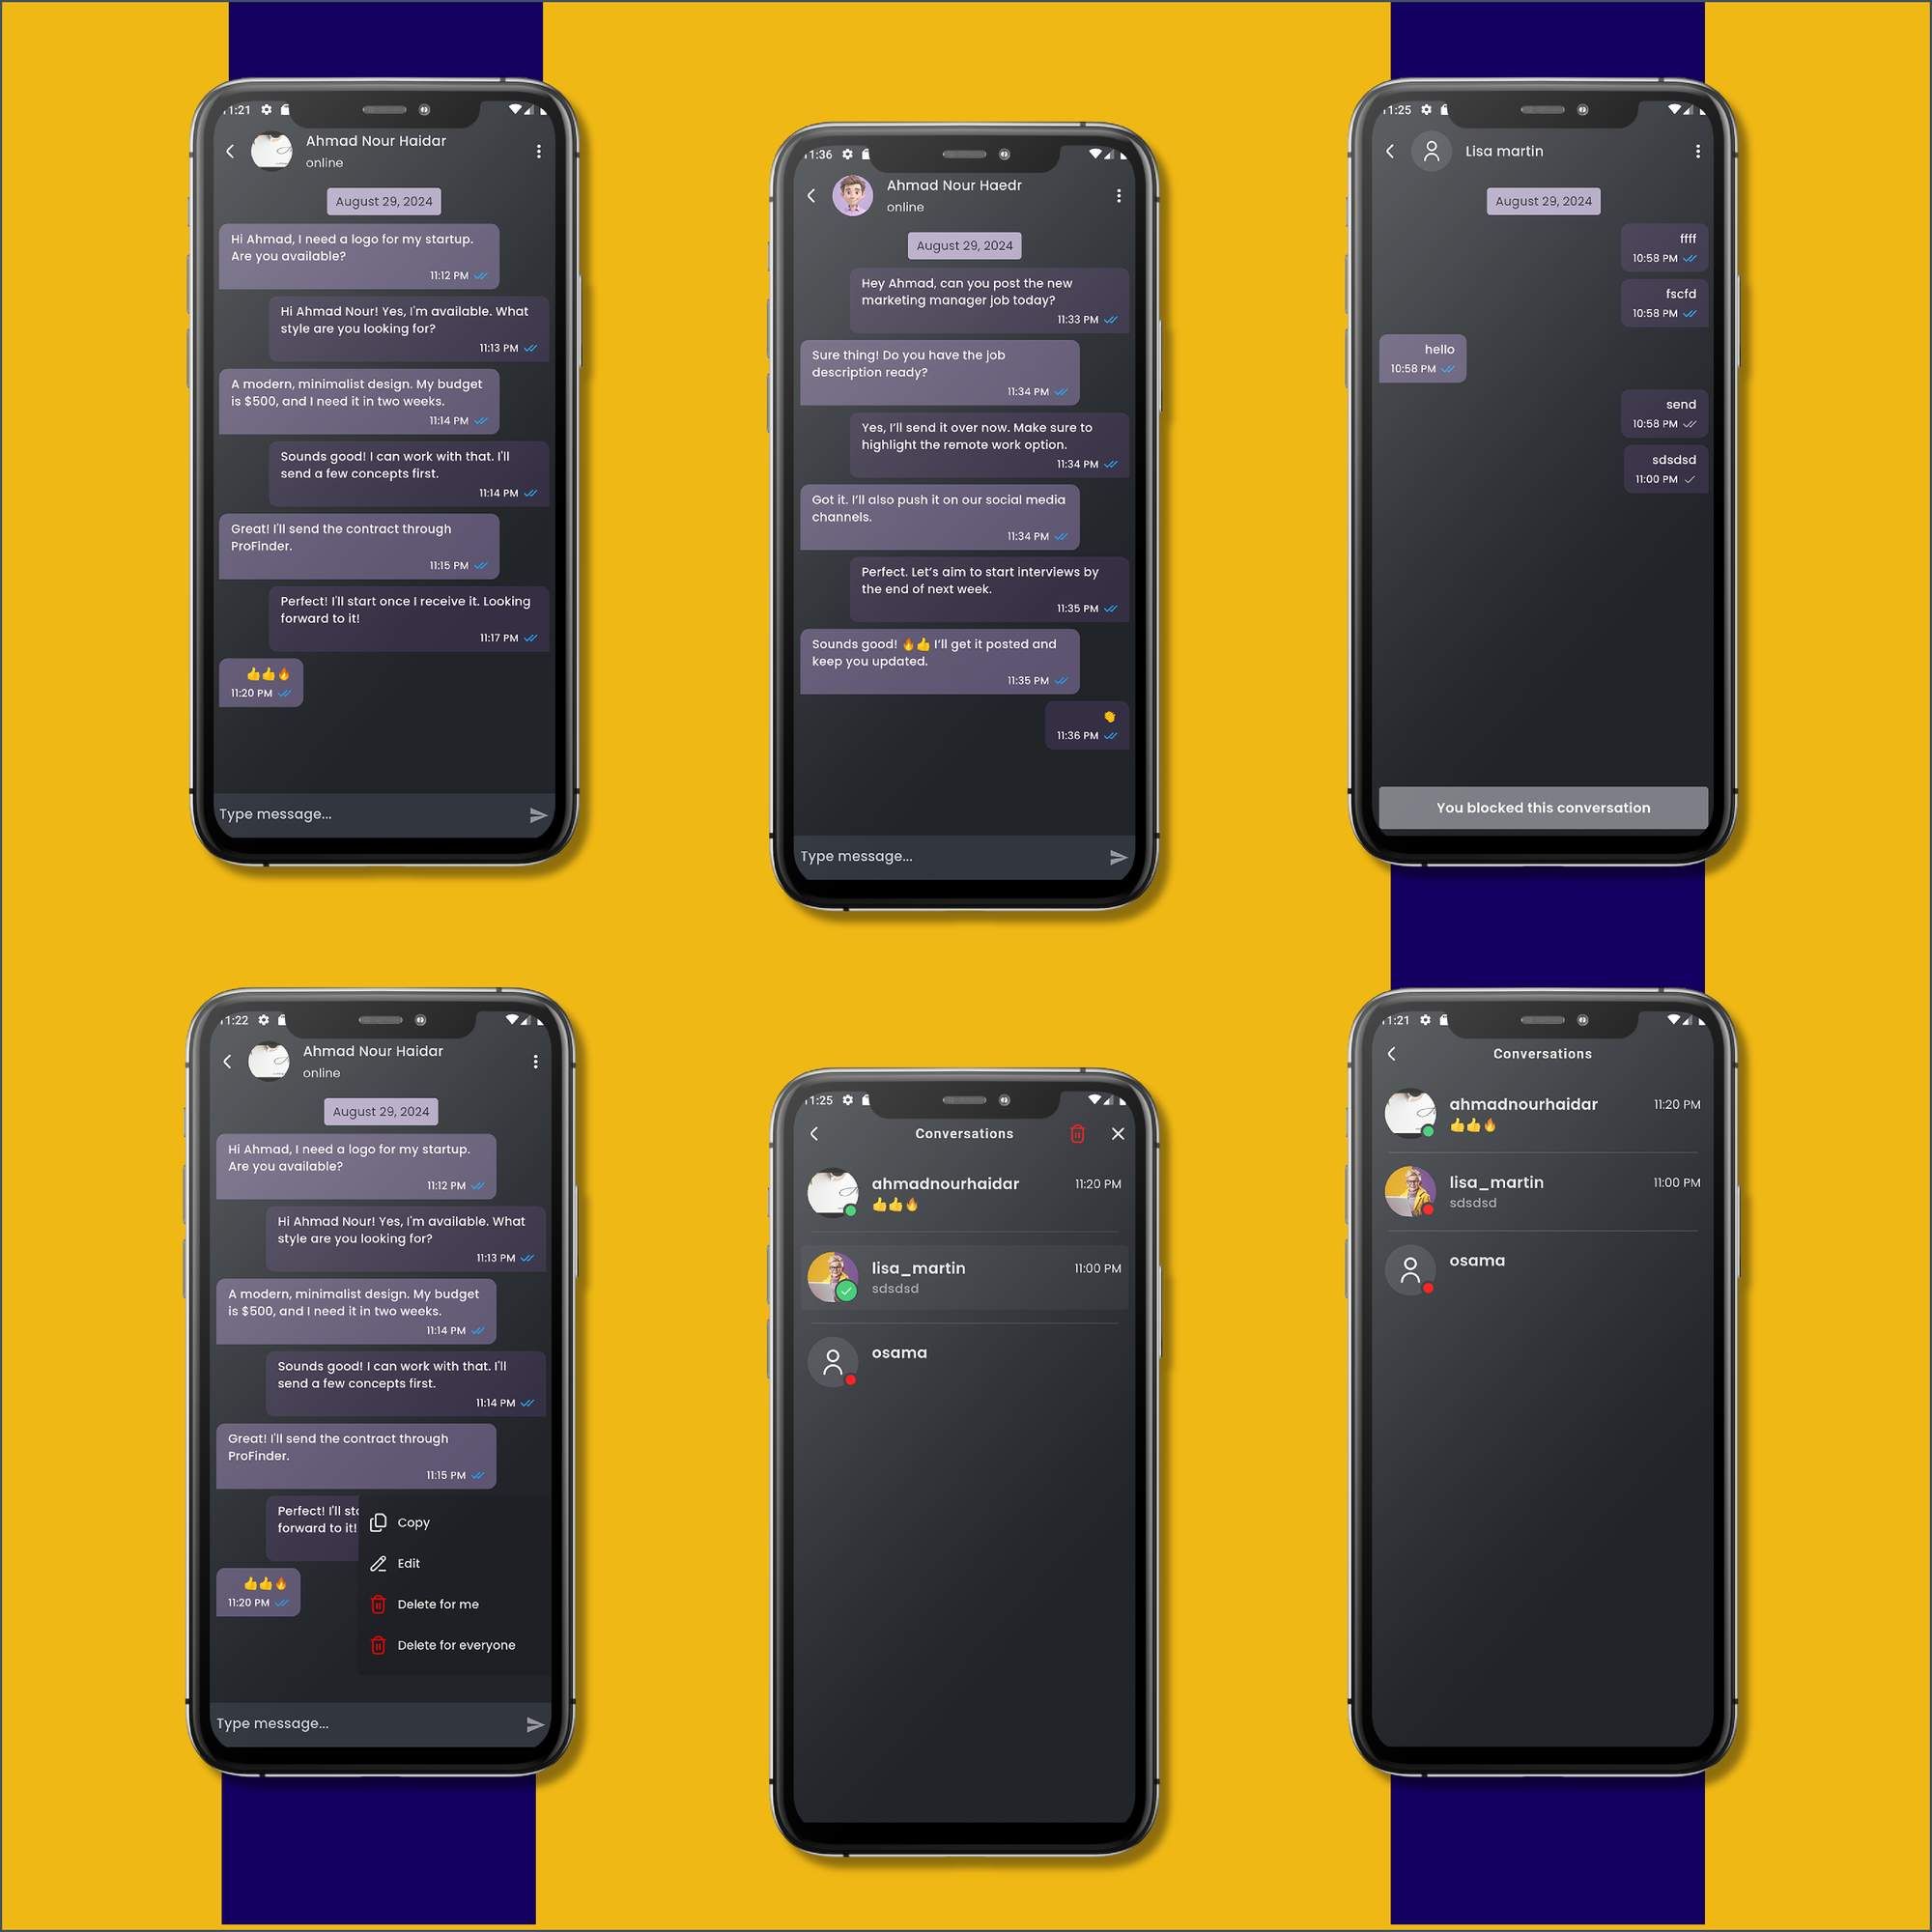 11:21
Ahmad Nour Haidar
online
August 29, 2024
Hi Ahmad, I need a logo for my startup.
Are you available?
11:12 PM
Hi Ahmad Nour! Yes, I'm available. What
style are you looking for?
11:13 PM
A modern, minimalist design. My budget
is $500, and I need it in two weeks.
11:14 PM
Sounds good! I can work with that. I'll
send a few concepts first.
11:14 PM
Great! I'll send the contract through
ProFinder.
11:15 PM
Perfect! I'll start once I receive it. Looking
forward to it!
11:17 PM
👍👍🔥
11:20 PM
Type message...
11:36
Ahmad Nour Haedr
online
August 29, 2024
Hey Ahmad, can you post the new
marketing manager job today?
11:33 PM
Sure thing! Do you have the job
description ready?
11:34 PM
Yes, I'll send it over now. Make sure to
highlight the remote work option.
11:34 PM
Got it. I'll also push it on our social media
channels.
11:34 PM
Perfect. Let's aim to start interviews by
the end of next week.
11:35 PM
Sounds good! 🔥👍 I'll get it posted and
keep you updated.
11:35 PM
11:36 PM
Type message...
11:25
Lisa martin
August 29, 2024
ffff
10:58 PM
fscfd
10:58 PM
hello
10:58 PM
send
10:58 PM
sdsdsd
11:00 PM
You blocked this conversation
11:22
Ahmad Nour Haidar
online
August 29, 2024
Hi Ahmad, I need a logo for my startup.
Are you available?
11:12 PM
Hi Ahmad Nour! Yes, I'm available. What
style are you looking for?
11:13 PM
A modern, minimalist design. My budget
is $500, and I need it in two weeks.
11:14 PM
Sounds good! I can work with that. I'll
send a few concepts first.
11:14 PM
Great! I'll send the contract through
ProFinder.
11:15 PM
Perfect! I'll sta
forward to it!
Copy
Edit
Delete for me
Delete for everyone
👍👍🔥
11:20 PM
Type message...
11:25
Conversations
ahmadnourhaidar 11:20 PM
👍👍🔥
lisa_martin 11:00 PM
sdsdsd
osama
11:21
Conversations
ahmadnourhaidar 11:20 PM
👍👍🔥
lisa_martin 11:00 PM
sdsdsd
osama